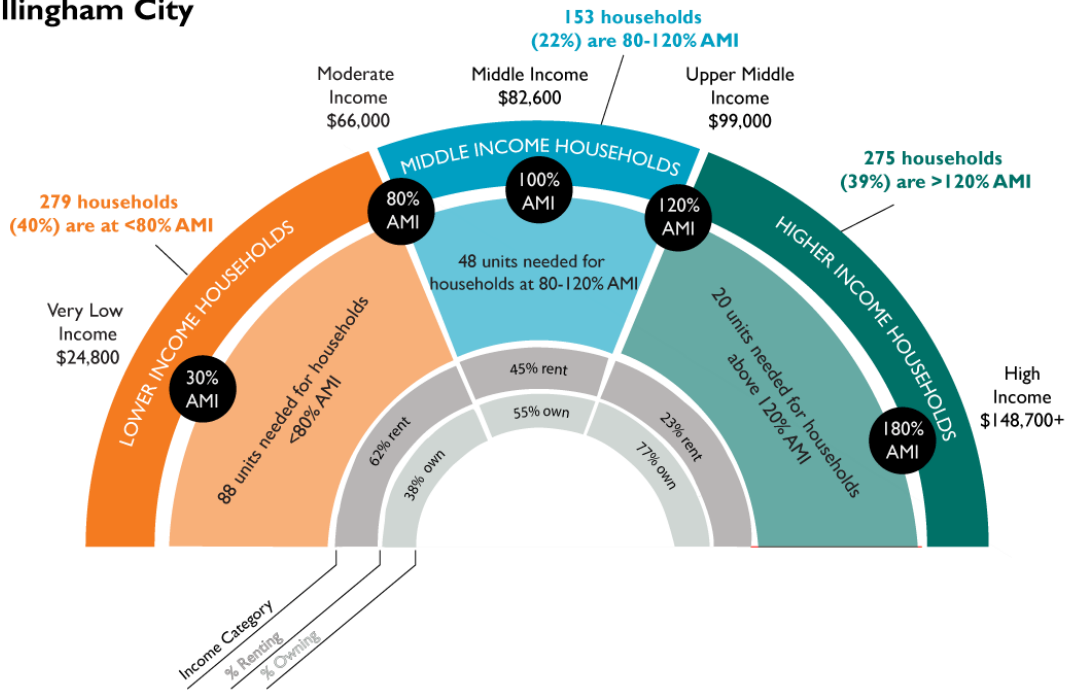 llingham City
153 households
(22%) are 80-120% AMI
Moderate
Income
$66,000
Middle Income
$82,600
Upper Middle
Income
$99,000
275 households
(39%) are >120% AMI
279 households
(40%) are at <80% AMI
Very Low
Income
$24,800
High
Income
$148,700+
LOWER INCOME HOUSEHOLDS
MIDDLE INCOME HOUSEHOLDS
HIGHER INCOME HOUSEHOLDS
30%
AMI
80%
AMI
100%
AMI
120%
AMI
180%
AMI
88 units needed for households
<80% AMI
48 units needed for
households at 80-120% AMI
20 units needed for households
above 120% AMI
62% rent
38% own
45% rent
55% own
23% rent
77% own
Income Category
% Renting
% Owning